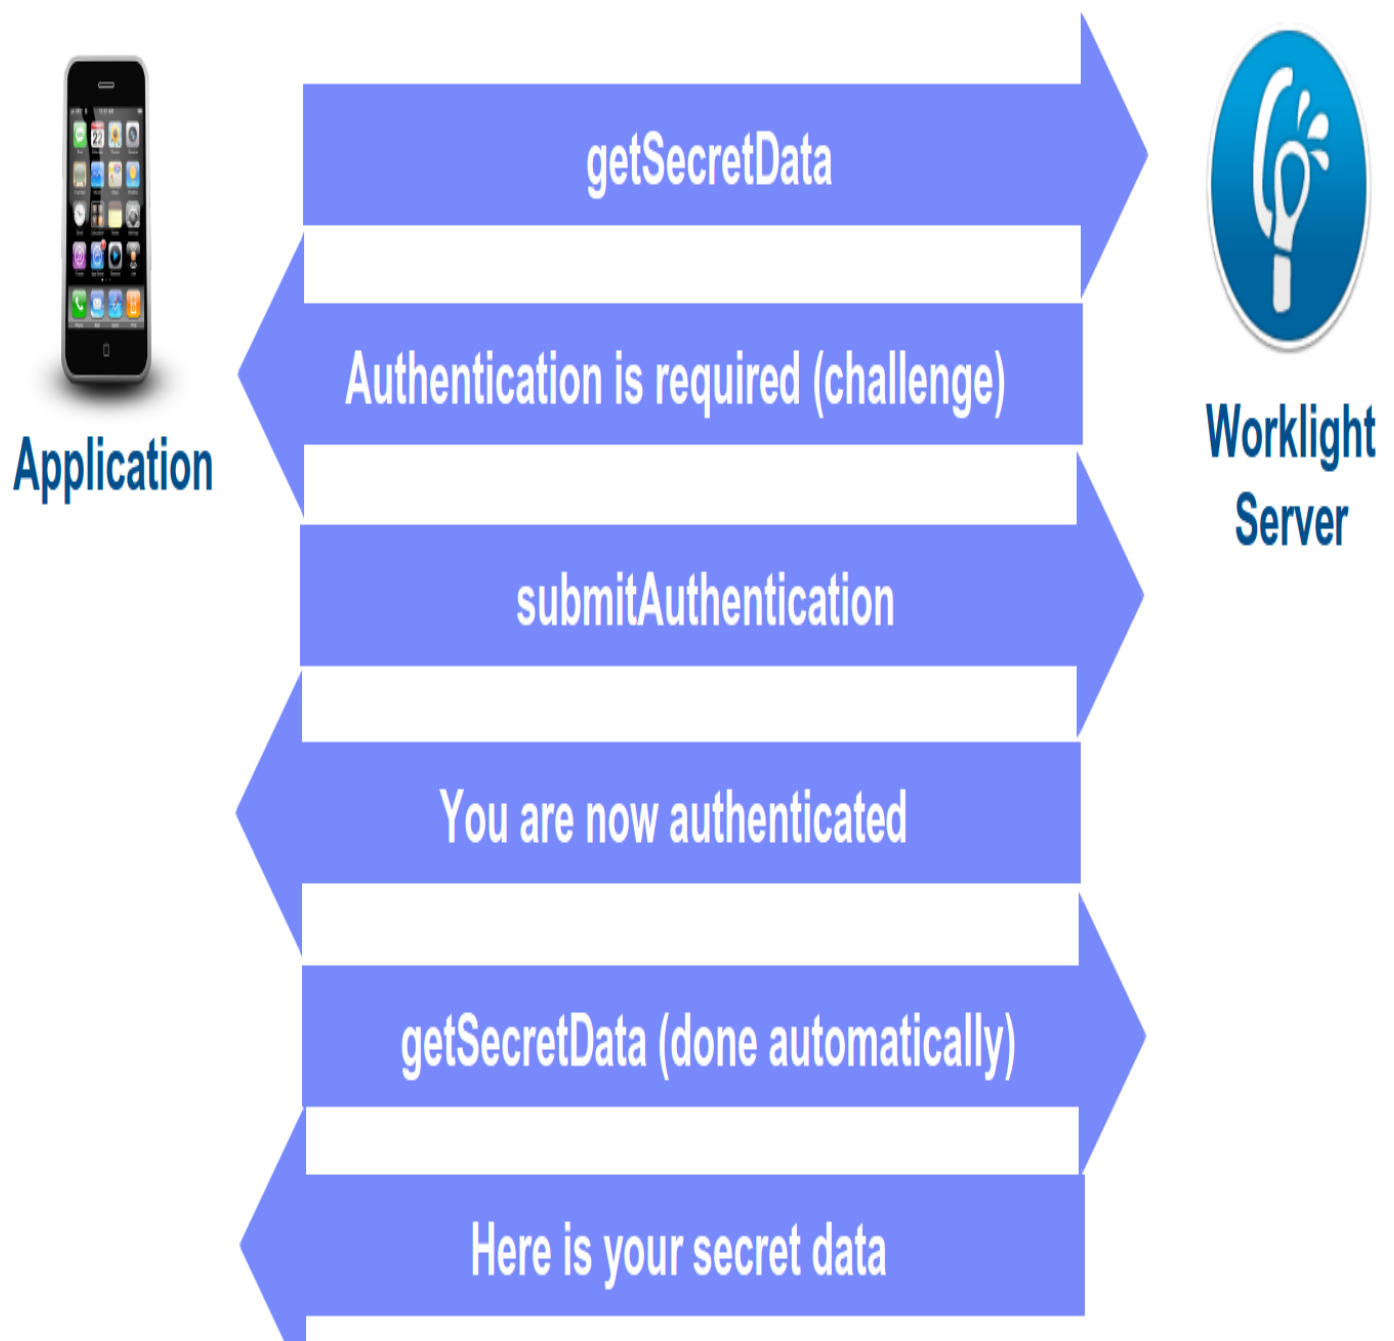 getSecretData
Authentication is required (challenge)
Application
Worklight
Server
submitAuthentication
You are now authenticated
getSecretData (done automatically)
Here is your secret data
22